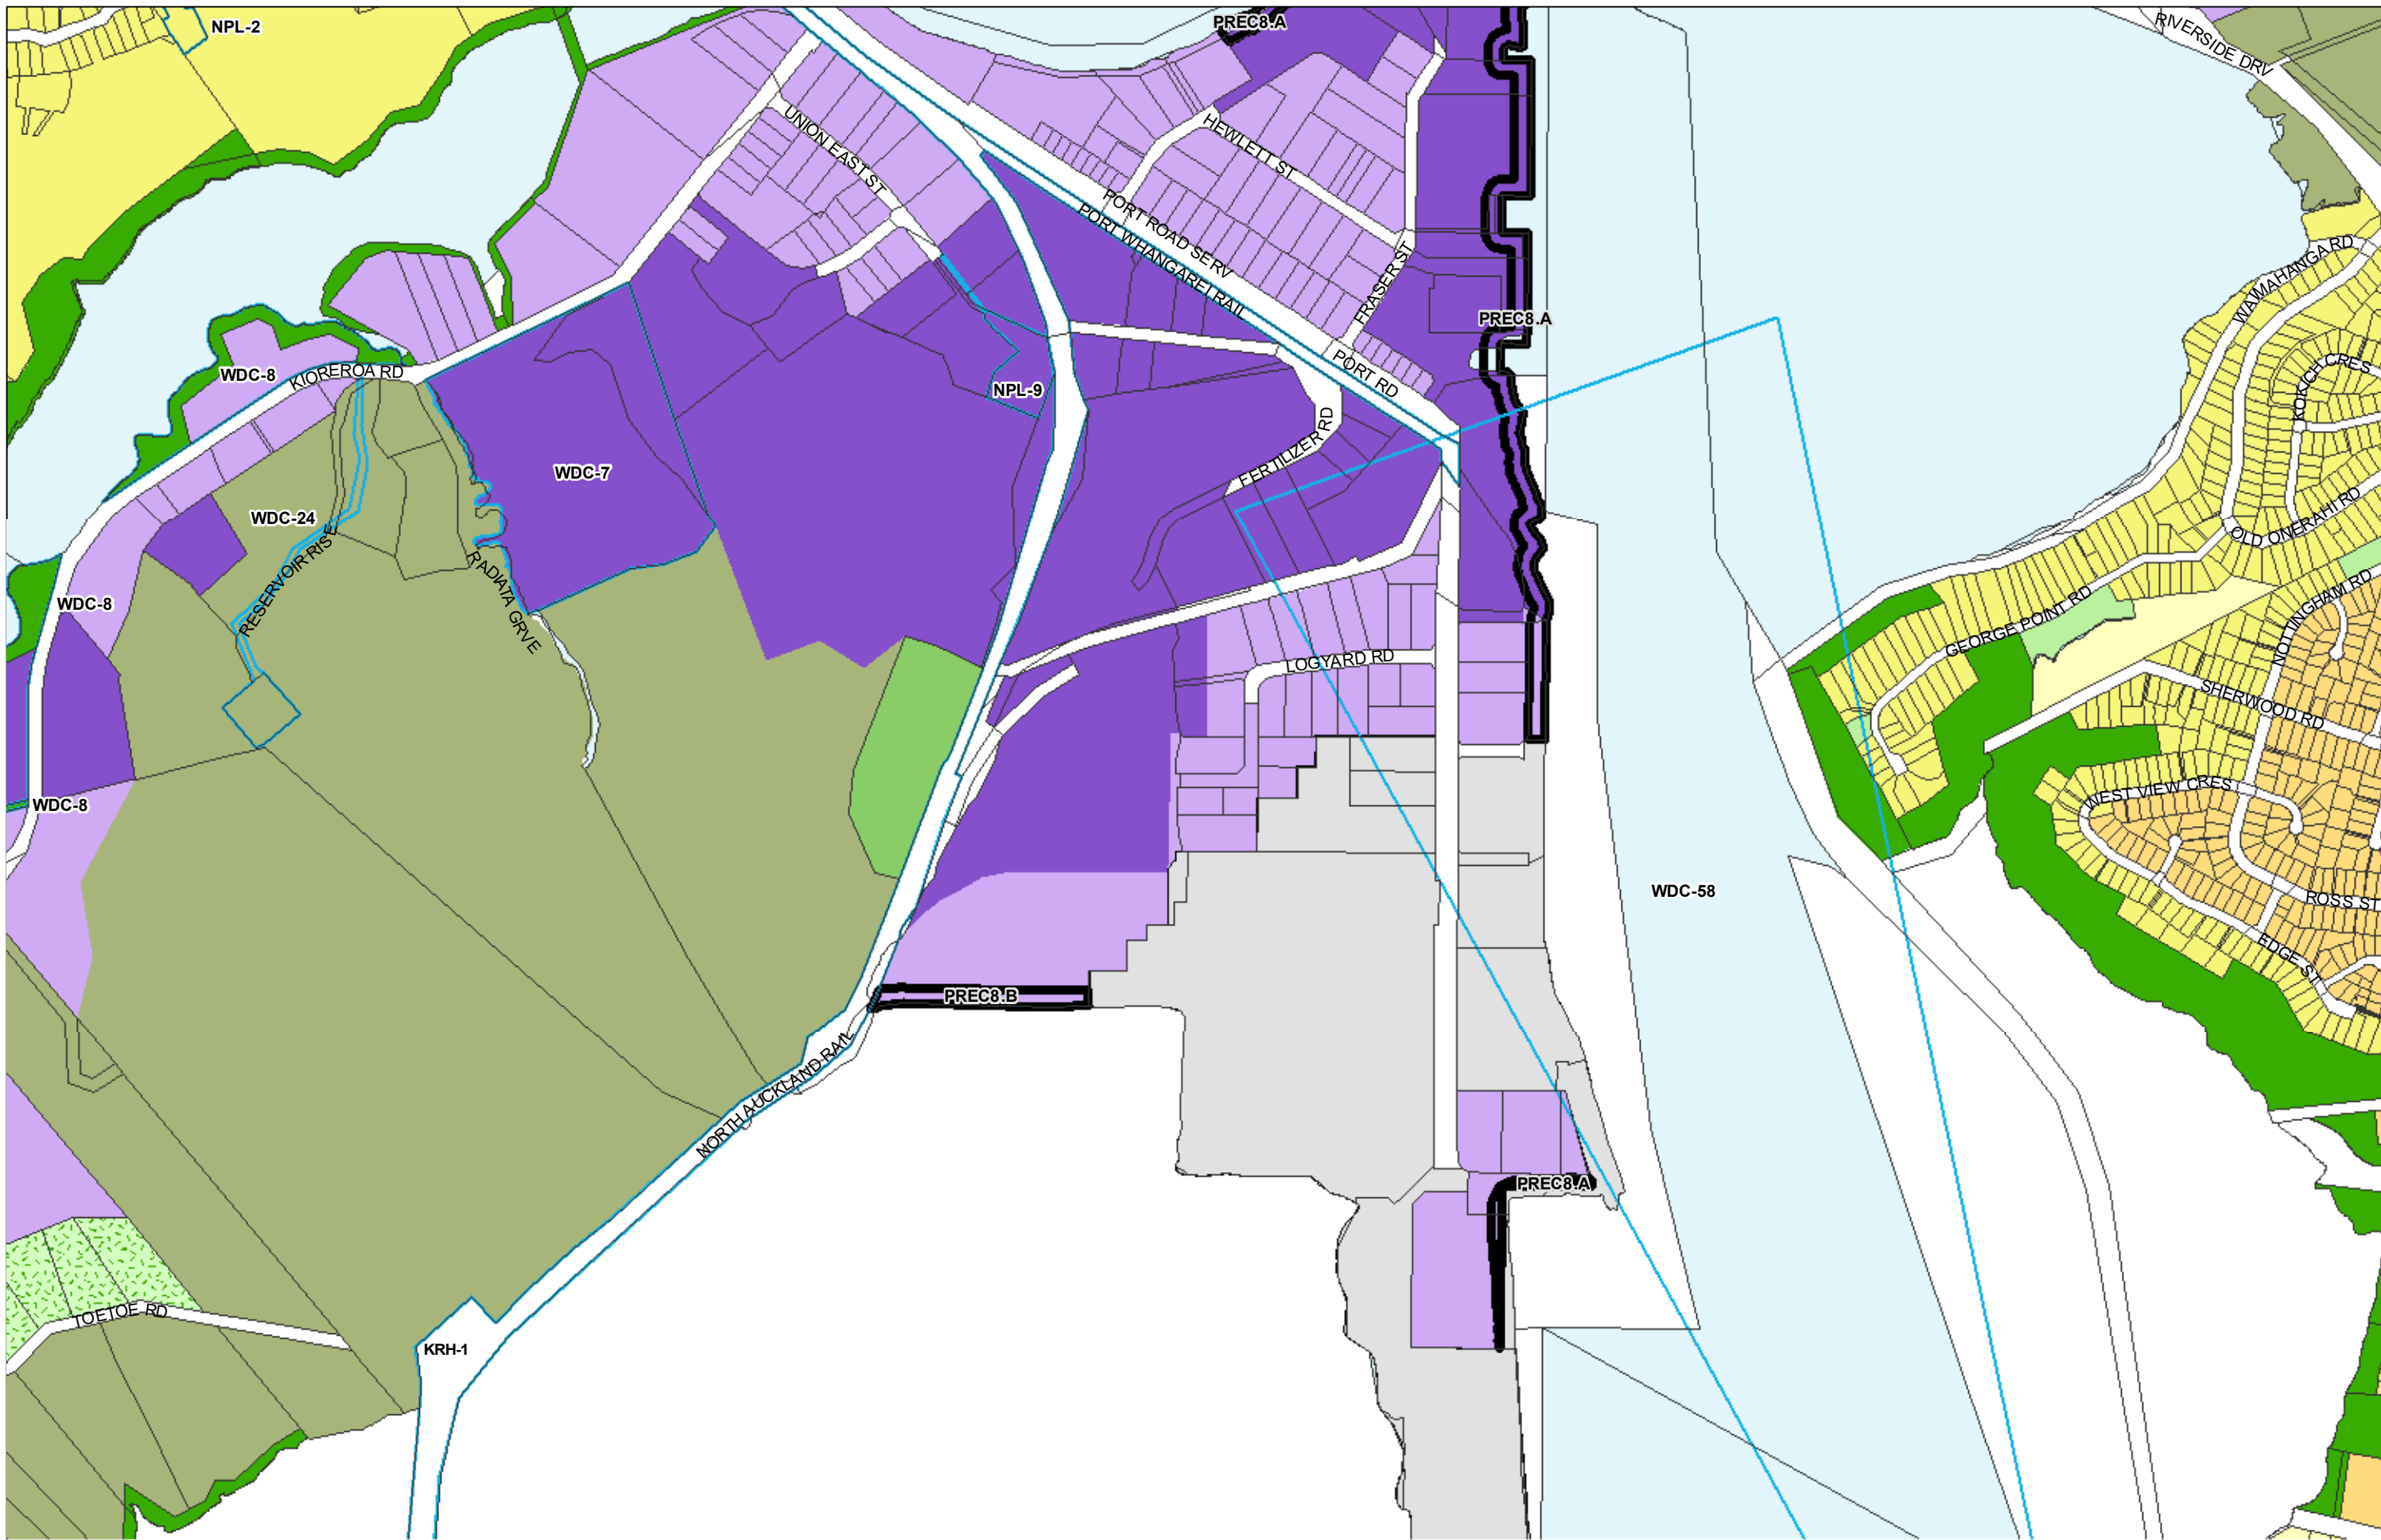 NPL-2
PREC8.A
RIVERSIDE DRV
UNION EAST ST
HEWLETT ST
PORT ROAD SERV
PORT WHANGAREI RAIL
FRASER ST
WAIMAHANGA RD
PREC8.A
PORT RD
KOKICH CRES
WDC-8
KIOREROA RD
NPL-9
FERTILIZER RD
WDC-7
WDC-24
OLD ONERAHI RD
RESERVOIR RISE
RADIATA GRVE
WDC-8
NOTTINGHAM RD
GEORGE POINT RD
LOGYARD RD
SHERWOOD RD
WDC-8
WEST VIEW CRES
WDC-58
ROSS ST
EDGE ST
PREC8.B
NORTH AUCKLAND RAIL
PREC8.A
TOETOE RD
KRH-1